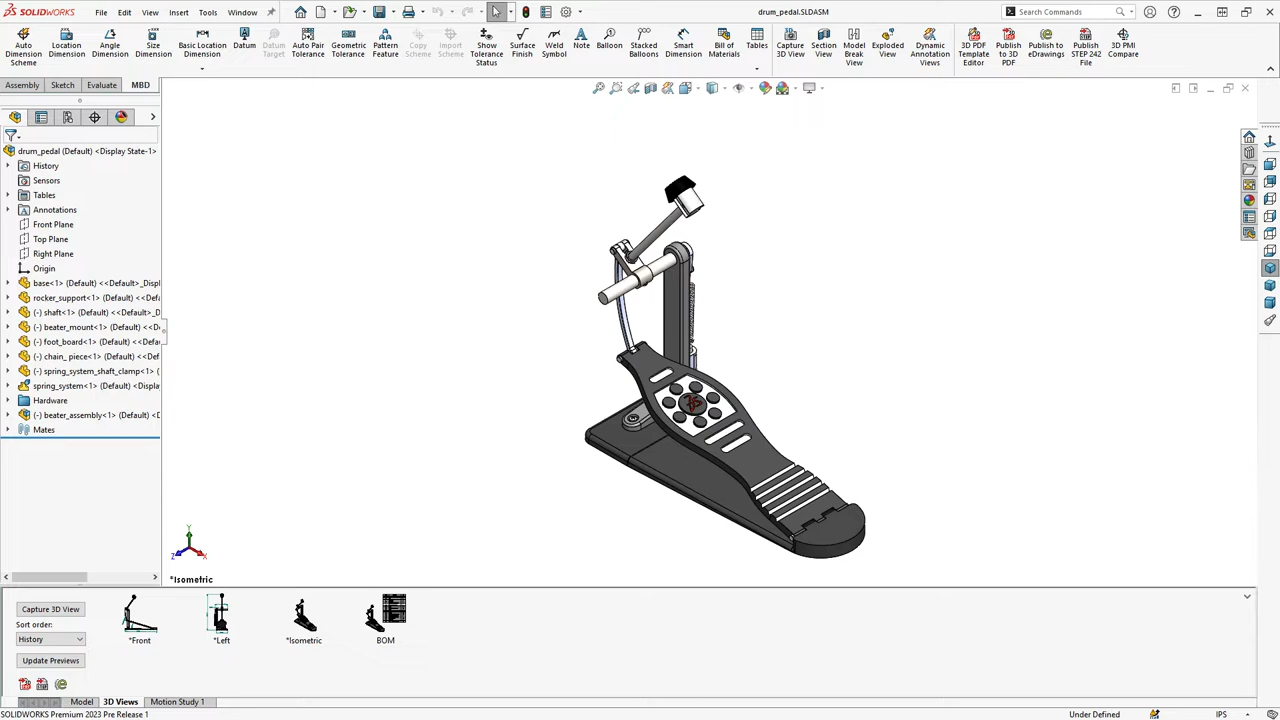 SOLIDWORKS File Edit View Insert Tools Window drum_pedal.SLDASM Search Commands
Auto Dimension Scheme Location Dimension Angle Dimension Size Dimension Basic Location Dimension Datum Datum Target Auto Pair Tolerance Geometric Tolerance Pattern Feature Copy Scheme Import Scheme Show Tolerance Status Surface Finish Weld Symbol Note Balloon Stacked Balloons Smart Dimension Bill of Materials Tables Capture 3D View Section View Model Break View Exploded View Dynamic Annotation Views 3D PDF Template Editor Publish to 3D PDF Publish to eDrawings Publish STEP 242 File 3D PMI Compare
Assembly Sketch Evaluate MBD
drum_pedal (Default) <Display State-1>
History
Sensors
Tables
Annotations
Front Plane
Top Plane
Right Plane
Origin
base<1> (Default) <<Default>_Displ
rocker_support<1> (Default) <<Defa
(-) shaft<1> (Default) <<Default>_D
(-) beater_mount<1> (Default) <<D
(-) foot_board<1> (Default) <<Defau
(-) chain_ piece<1> (Default) <<Def
(-) spring_system_shaft_clamp<1> (
spring_system<1> (Default) <Displa
Hardware
(-) beater_assembly<1> (Default) <D
Mates
Y
Z X
*Isometric
Capture 3D View
Sort order:
History
Update Previews
*Front *Left *Isometric BOM
Model 3D Views Motion Study 1
SOLIDWORKS Premium 2023 Pre Release 1 Under Defined IPS